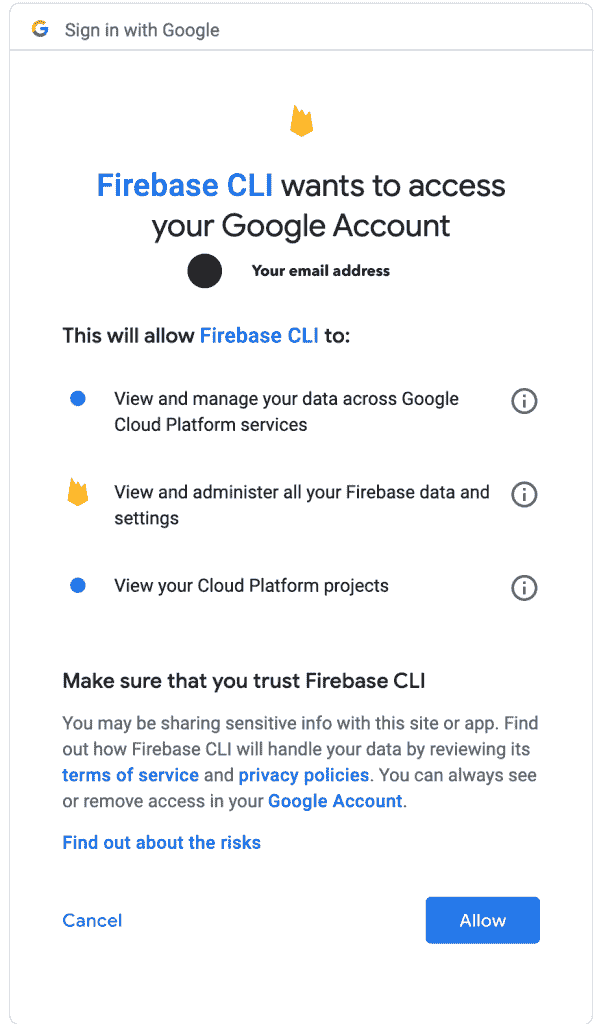 Sign in with Google
Firebase CLI wants to access
your Google Account
Your email address
This will allow Firebase CLI to:
View and manage your data across Google
Cloud Platform services
View and administer all your Firebase data and
settings
View your Cloud Platform projects
Make sure that you trust Firebase CLI
You may be sharing sensitive info with this site or app. Find
out how Firebase CLI will handle your data by reviewing its
terms of service and privacy policies. You can always see
or remove access in your Google Account.
Find out about the risks
Cancel
Allow